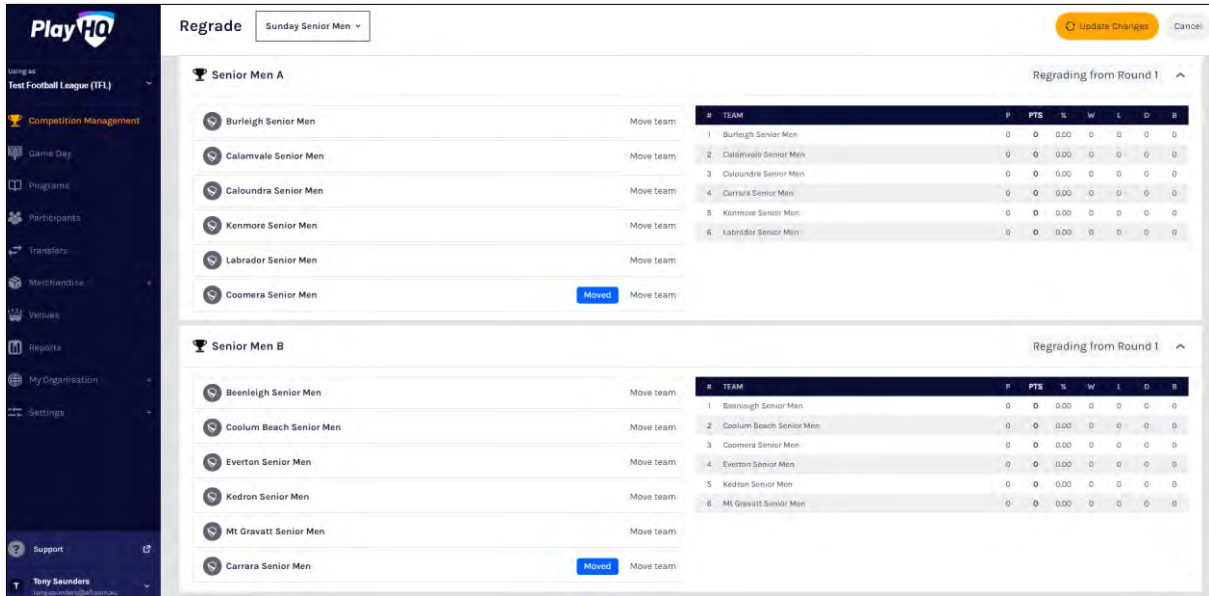 PlayHQ
Regrade
Sunday Senior Men
Update Changes
Cancel
Using as
Test Football League (TFL)
Competition Management
Game Day
Programs
Participants
Transfers
Merchandise +
Venues
Reports
My Organisation +
Settings +
Support
T
Tony Saunders
Senior Men A
Regrading from Round 1
Burleigh Senior Men Move team
Calamvale Senior Men Move team
Caloundra Senior Men Move team
Kenmore Senior Men Move team
Labrador Senior Men Move team
Coomera Senior Men Moved Move team
# TEAM P PTS % W L D B
1 Burleigh Senior Men 0 0 0.00 0 0 0 0
2 Calamvale Senior Men 0 0 0.00 0 0 0 0
3 Caloundra Senior Men 0 0 0.00 0 0 0 0
4 Carrara Senior Men 0 0 0.00 0 0 0 0
5 Kenmore Senior Men 0 0 0.00 0 0 0 0
6 Labrador Senior Men 0 0 0.00 0 0 0 0
Senior Men B
Regrading from Round 1
Beenleigh Senior Men Move team
Coolum Beach Senior Men Move team
Everton Senior Men Move team
Kedron Senior Men Move team
Mt Gravatt Senior Men Move team
Carrara Senior Men Moved Move team
# TEAM P PTS % W L D B
1 Beenleigh Senior Men 0 0 0.00 0 0 0 0
2 Coolum Beach Senior Men 0 0 0.00 0 0 0 0
3 Coomera Senior Men 0 0 0.00 0 0 0 0
4 Everton Senior Men 0 0 0.00 0 0 0 0
5 Kedron Senior Men 0 0 0.00 0 0 0 0
6 Mt Gravatt Senior Men 0 0 0.00 0 0 0 0